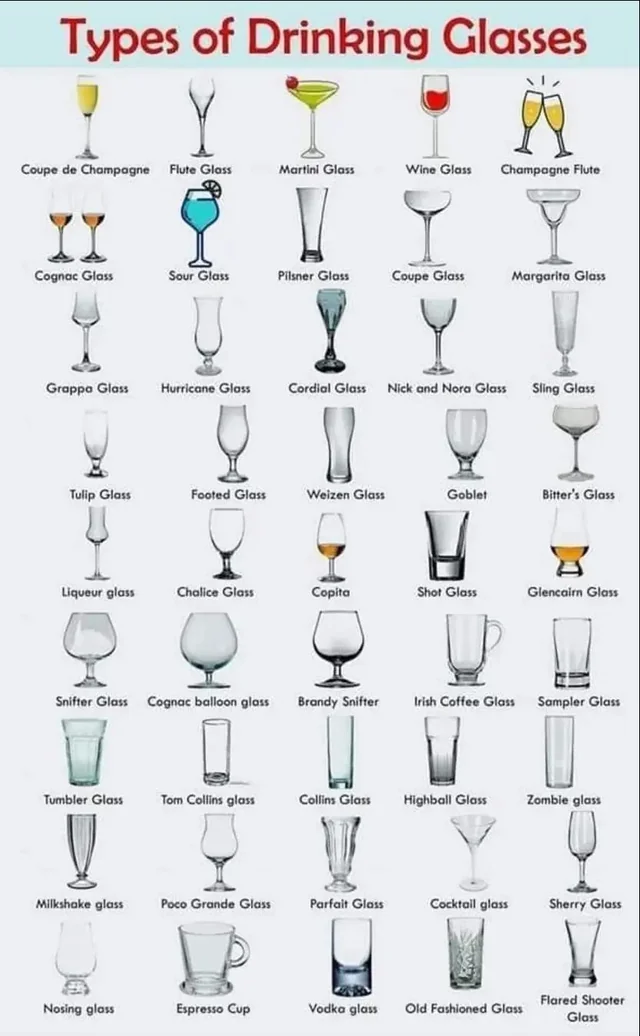 Types of Drinking Glasses
Coupe de Champagne
Flute Glass
Martini Glass
Wine Glass
Champagne Flute
Cognac Glass
Sour Glass
Pilsner Glass
Coupe Glass
Margarita Glass
Grappa Glass
Hurricane Glass
Cordial Glass
Nick and Nora Glass
Sling Glass
Tulip Glass
Footed Glass
Weizen Glass
Goblet
Bitter's Glass
Liqueur glass
Chalice Glass
Copita
Shot Glass
Glencairn Glass
Snifter Glass
Cognac balloon glass
Brandy Snifter
Irish Coffee Glass
Sampler Glass
Tumbler Glass
Tom Collins glass
Collins Glass
Highball Glass
Zombie glass
Milkshake glass
Poco Grande Glass
Parfait Glass
Cocktail glass
Sherry Glass
Nosing glass
Espresso Cup
Vodka glass
Old Fashioned Glass
Flared Shooter
Glass